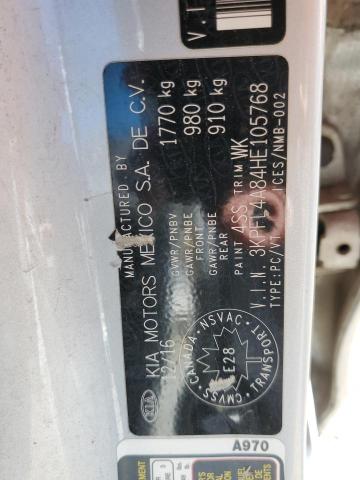 MANUFACTURED BY
KIA KIA MOTORS MEXICO S.A. DE C.V.
12/16
GVWR/PNBV 1770 kg
GAWR/PNBE FRONT 980 kg
GAWR/PNBE REAR 910 kg
PAINT 4SS TRIM WK
V.I.N. 3KPFL4A84HE105768
TYPE:PC/VT ICES/NMB-002
CANADA NSVAC TRANSPORT CMVSS
E28
A970
V.I